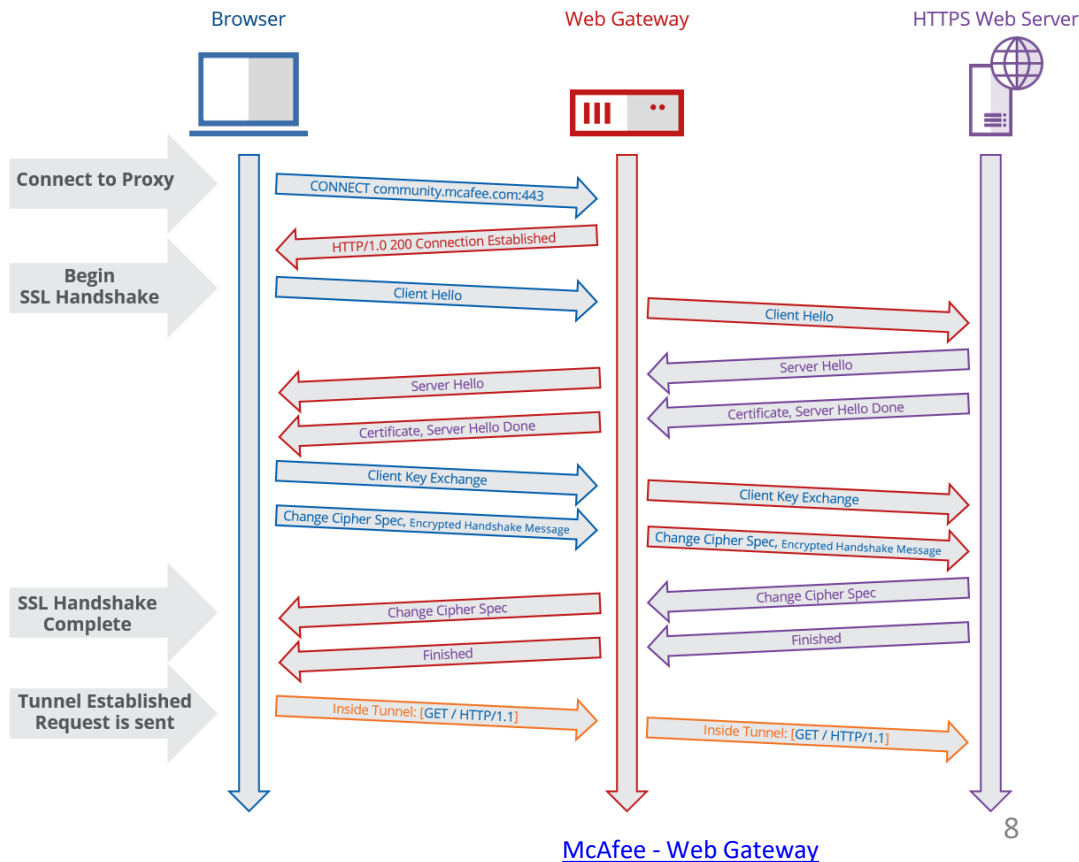 Browser
Web Gateway
HTTPS Web Server
Connect to Proxy
CONNECT community.mcafee.com:443
HTTP/1.0 200 Connection Established
Begin
SSL Handshake
Client Hello
Client Hello
Server Hello
Server Hello
Certificate, Server Hello Done
Certificate, Server Hello Done
Client Key Exchange
Client Key Exchange
Change Cipher Spec, Encrypted Handshake Message
Change Cipher Spec, Encrypted Handshake Message
SSL Handshake
Complete
Change Cipher Spec
Change Cipher Spec
Finished
Finished
Tunnel Established
Request is sent
Inside Tunnel: [GET / HTTP/1.1]
Inside Tunnel: [GET / HTTP/1.1]
8
McAfee - Web Gateway